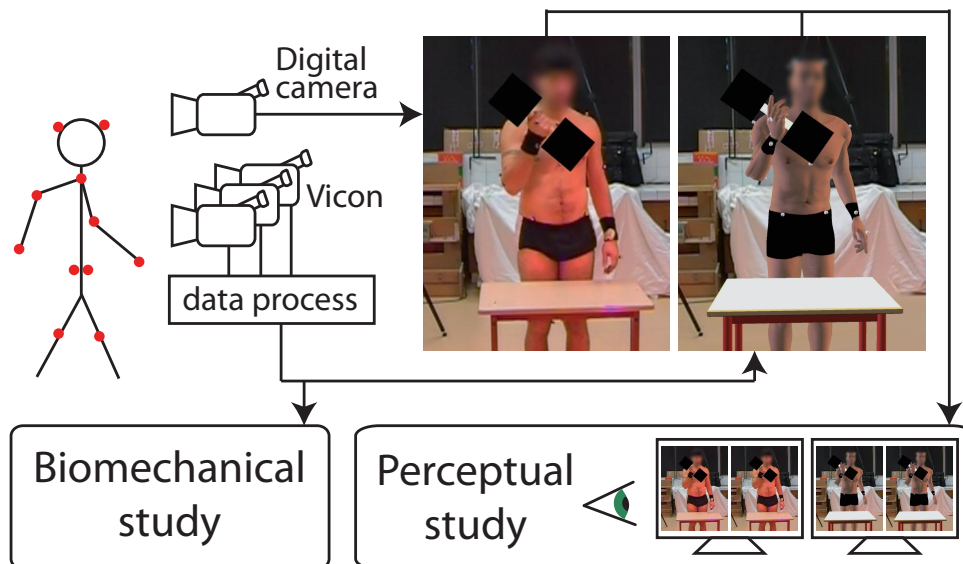 Digital
camera
Vicon
data process
Biomechanical
study
Perceptual
study